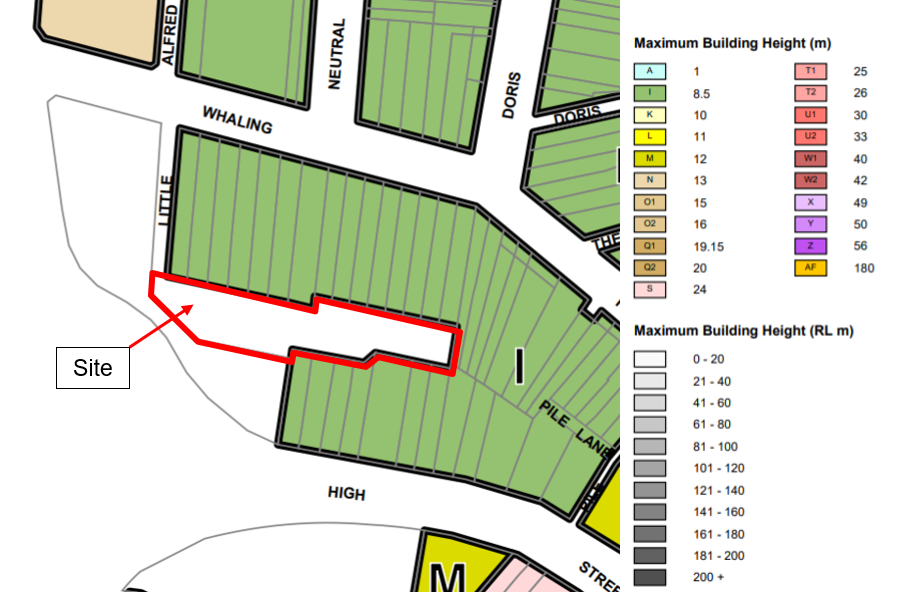 ALFRED
NEUTRAL
DORIS
DORIS
WHALING
LITTLE
THE
Site
I
PILE LANE
HIGH
M
STREE
Maximum Building Height (m)
A 1 T1 25
I 8.5 T2 26
K 10 U1 30
L 11 U2 33
M 12 W1 40
N 13 W2 42
O1 15 X 49
O2 16 Y 50
Q1 19.15 Z 56
Q2 20 AF 180
S 24
Maximum Building Height (RL m)
0 - 20
21 - 40
41 - 60
61 - 80
81 - 100
101 - 120
121 - 140
141 - 160
161 - 180
181 - 200
200 +